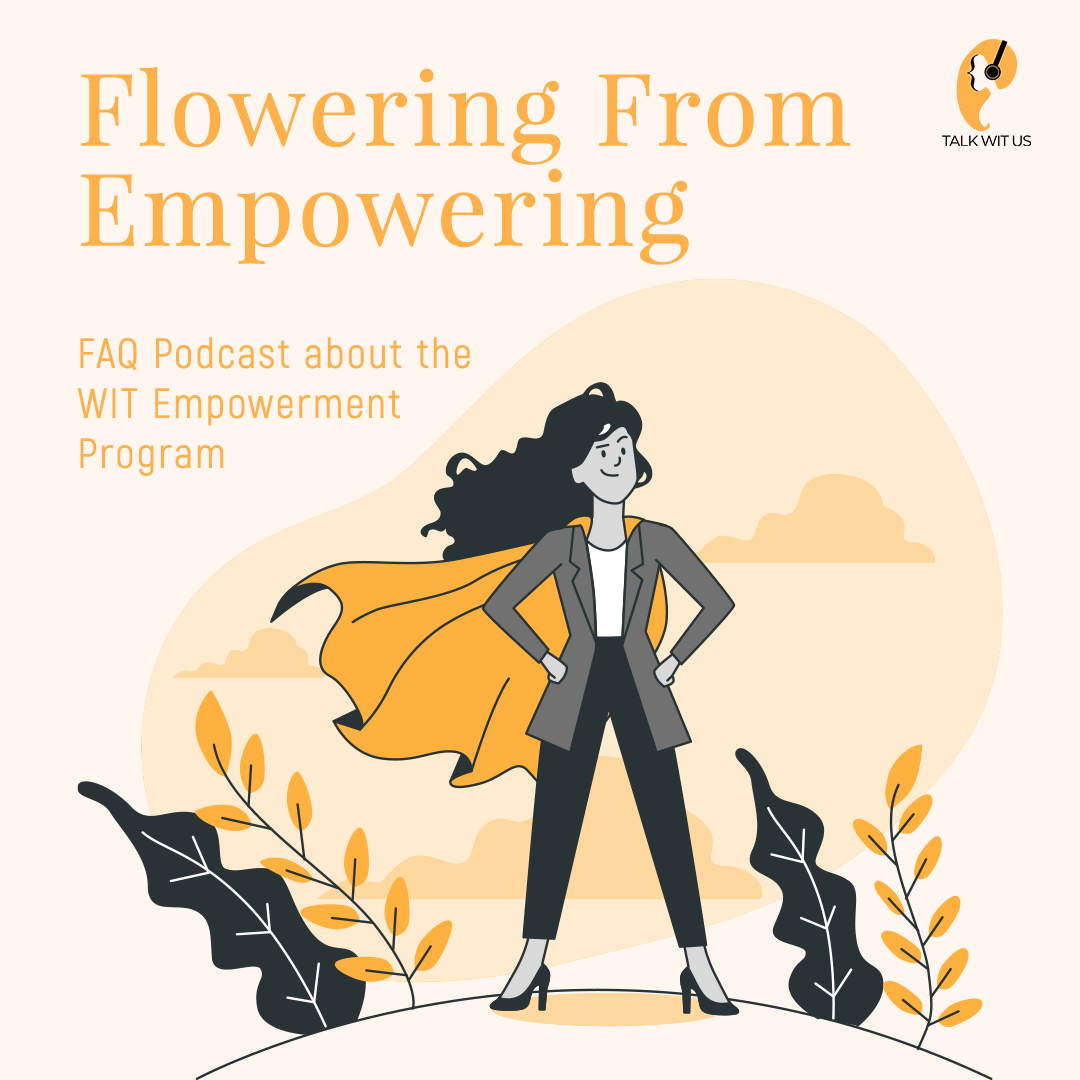 Flowering From
Empowering
TALK WIT US
FAQ Podcast about the
WIT Empowerment
Program